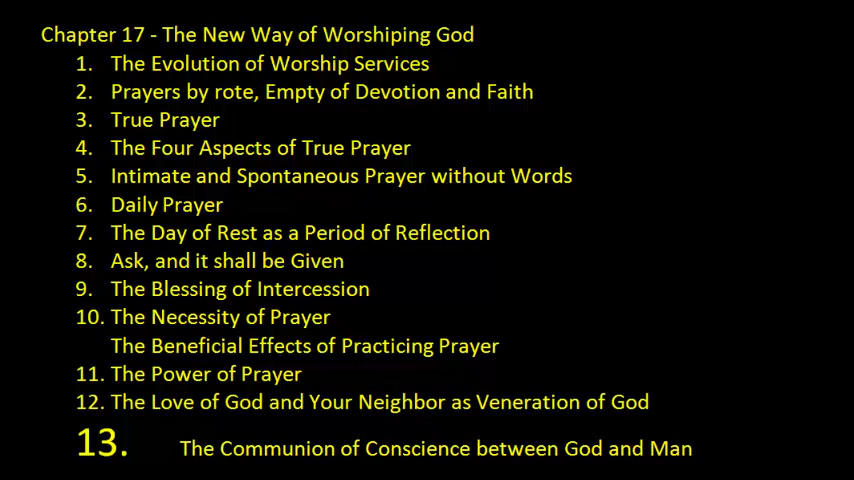 Chapter 17 - The New Way of Worshiping God
1. The Evolution of Worship Services
2. Prayers by rote, Empty of Devotion and Faith
3. True Prayer
4. The Four Aspects of True Prayer
5. Intimate and Spontaneous Prayer without Words
6. Daily Prayer
7. The Day of Rest as a Period of Reflection
8. Ask, and it shall be Given
9. The Blessing of Intercession
10. The Necessity of Prayer
The Beneficial Effects of Practicing Prayer
11. The Power of Prayer
12. The Love of God and Your Neighbor as Veneration of God
13. The Communion of Conscience between God and Man